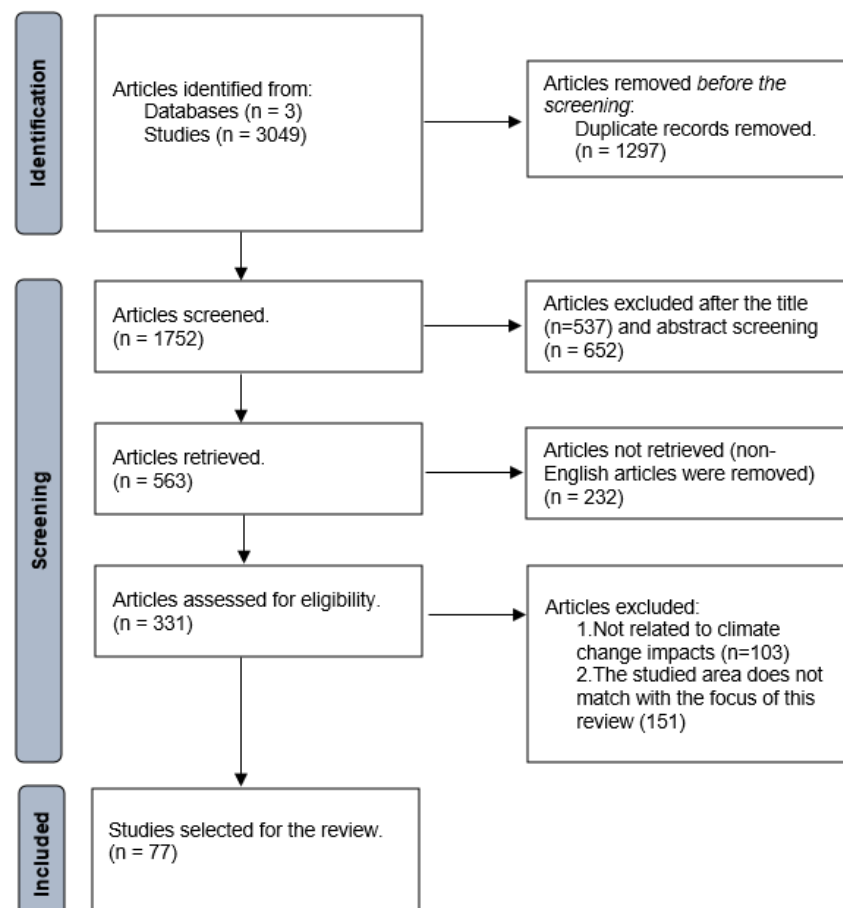 Identification
Articles identified from:
Databases (n = 3)
Studies (n = 3049)
Articles removed before the
screening:
Duplicate records removed.
(n = 1297)
Screening
Articles screened.
(n = 1752)
Articles excluded after the title
(n=537) and abstract screening
(n = 652)
Articles retrieved.
(n = 563)
Articles not retrieved (non-
English articles were removed)
(n = 232)
Articles assessed for eligibility.
(n = 331)
Articles excluded:
1.Not related to climate
change impacts (n=103)
2.The studied area does not
match with the focus of this
review (151)
Included
Studies selected for the review.
(n = 77)